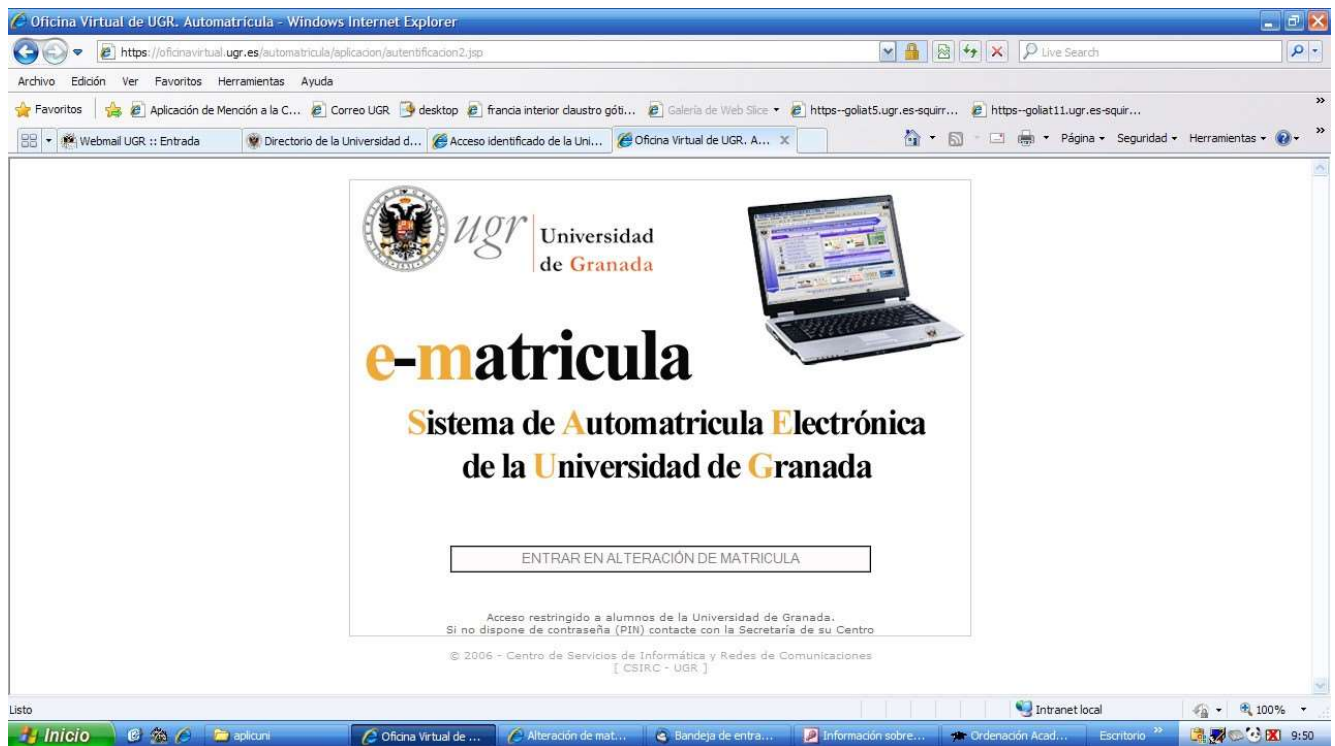 Oficina Virtual de UGR. Automatrícula - Windows Internet Explorer
https://oficinavirtual.ugr.es/automatricula/aplicacion/autentificacion2.jsp
Live Search
Archivo Edición Ver Favoritos Herramientas Ayuda
Favoritos Aplicación de Mención a la C... Correo UGR desktop francia interior claustro góti... Galería de Web Slice https--goliat5.ugr.es-squirr... https--goliat11.ugr.es-squir...
Webmail UGR :: Entrada Directorio de la Universidad d... Acceso identificado de la Uni... Oficina Virtual de UGR. A... Página Seguridad Herramientas
ugr Universidad
de Granada
e-matricula
Sistema de Automatricula Electrónica
de la Universidad de Granada
ENTRAR EN ALTERACIÓN DE MATRICULA
Acceso restringido a alumnos de la Universidad de Granada.
Si no dispone de contraseña (PIN) contacte con la Secretaría de su Centro
© 2006 - Centro de Servicios de Informática y Redes de Comunicaciones
[ CSIRC - UGR ]
Listo Intranet local 100%
Inicio aplicuni Oficina Virtual de ... Alteración de mat... Bandeja de entra... Información sobre... Ordenación Acad... Escritorio 9:50